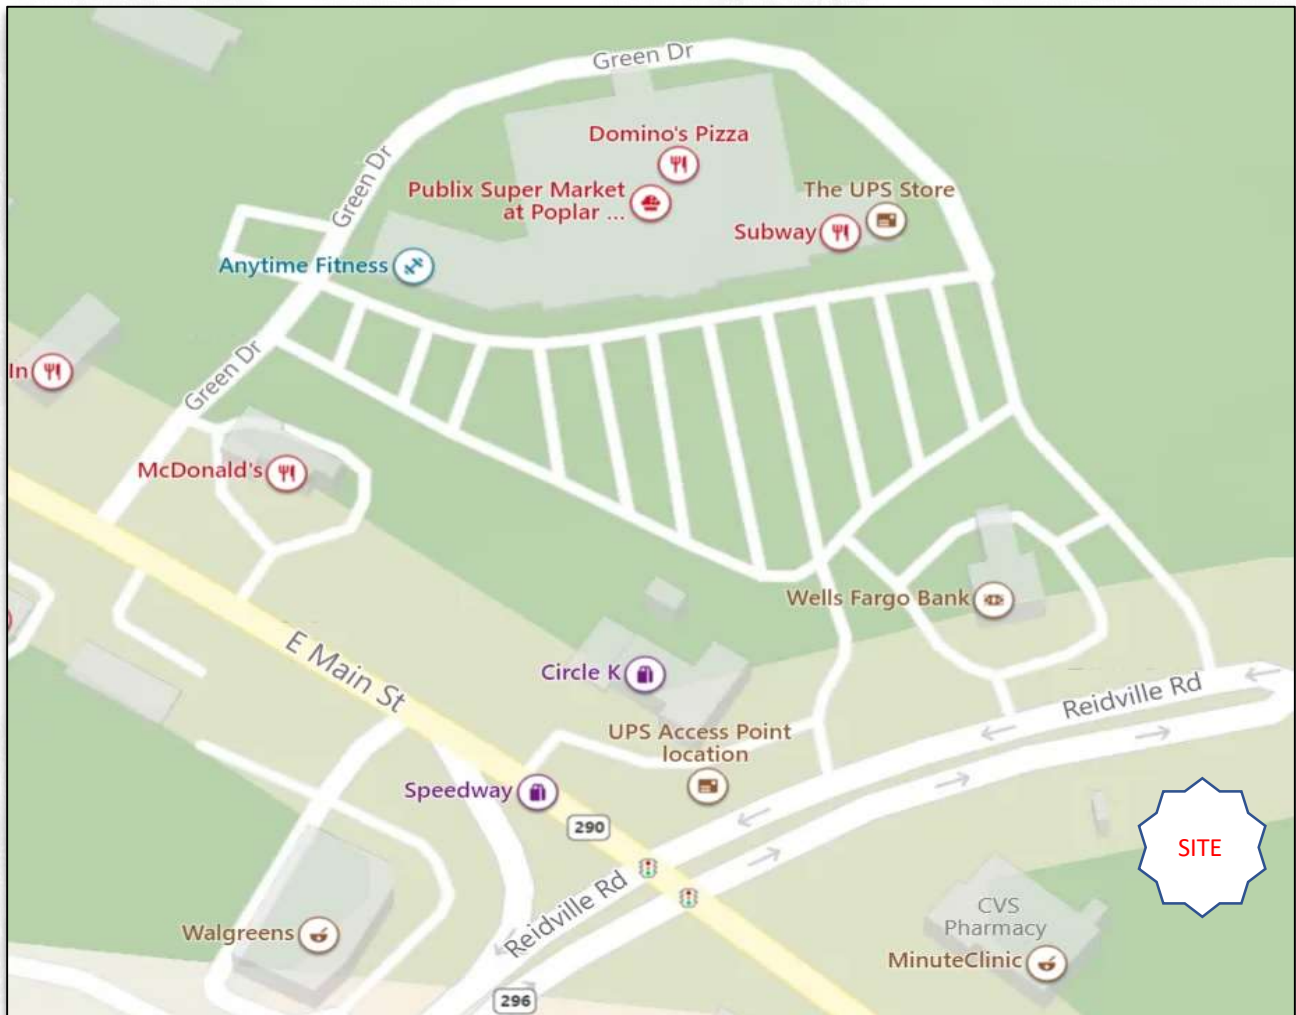 Green Dr
Domino's Pizza
Green Dr
Publix Super Market
at Poplar ...
The UPS Store
Subway
Anytime Fitness
In
Green Dr
McDonald's
Wells Fargo Bank
E Main St
Circle K
Reidville Rd
UPS Access Point
location
Speedway
290
SITE
Reidville Rd
CVS
Pharmacy
Walgreens
MinuteClinic
296